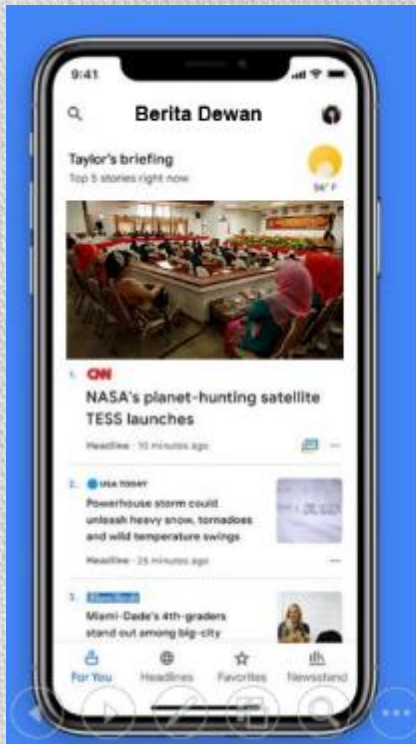 9:41
Berita Dewan
Taylor's briefing
Top 5 stories right now
56° F
1. CNN
NASA's planet-hunting satellite
TESS launches
Headline · 10 minutes ago
2. USA TODAY
Powerhouse storm could
unleash heavy snow, tornadoes
and wild temperature swings
Headline · 25 minutes ago
3.
Miami-Dade's 4th-graders
stand out among big-city
For You
Headlines
Favorites
Newsstand